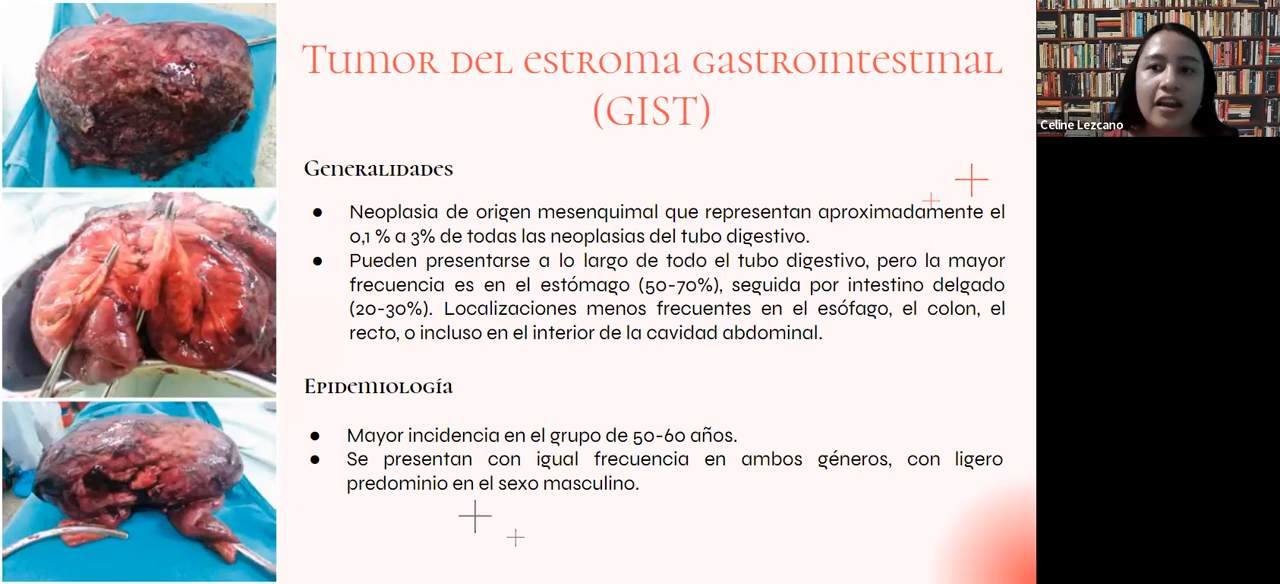 Tumor del estroma gastrointestinal
(GIST)
Celine Lezcano
Generalidades
● Neoplasia de origen mesenquimal que representan aproximadamente el
0,1 % a 3% de todas las neoplasias del tubo digestivo.
● Pueden presentarse a lo largo de todo el tubo digestivo, pero la mayor
frecuencia es en el estómago (50-70%), seguida por intestino delgado
(20-30%). Localizaciones menos frecuentes en el esófago, el colon, el
recto, o incluso en el interior de la cavidad abdominal.
Epidemiología
● Mayor incidencia en el grupo de 50-60 años.
● Se presentan con igual frecuencia en ambos géneros, con ligero
predominio en el sexo masculino.